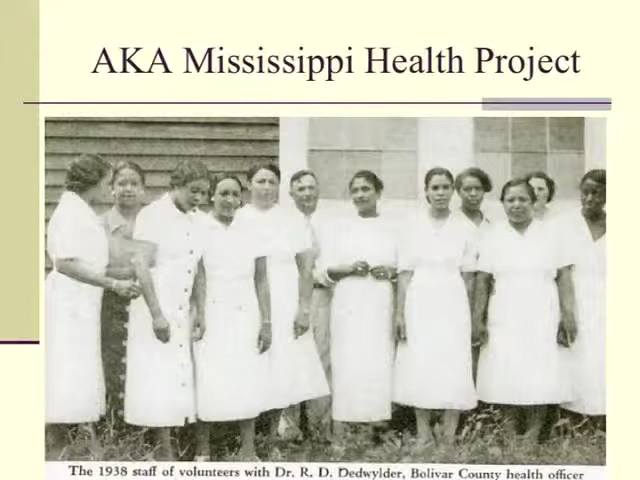 AKA Mississippi Health Project
The 1938 staff of volunteers with Dr. R. D. Dedwylder, Bolivar County health officer